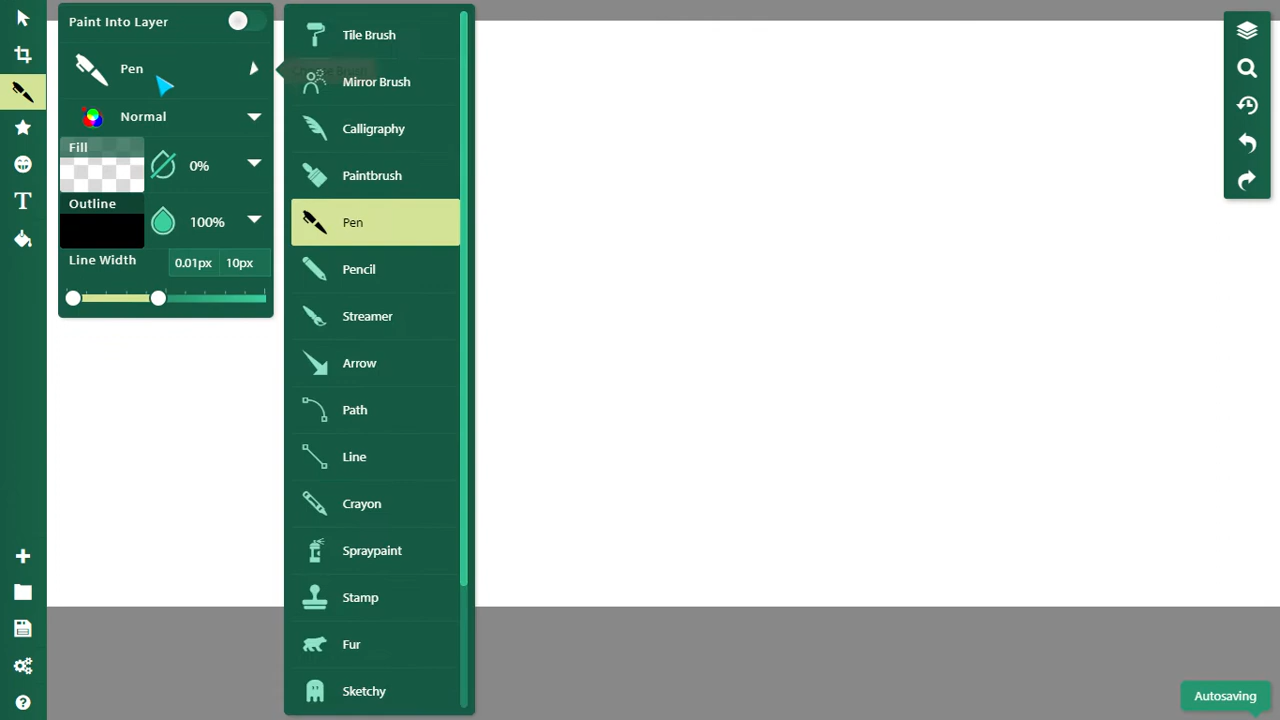 Paint Into Layer
Pen
Normal
Fill
0%
Outline
100%
Line Width
0.01px
10px
Tile Brush
Mirror Brush
Calligraphy
Paintbrush
Pen
Pencil
Streamer
Arrow
Path
Line
Crayon
Spraypaint
Stamp
Fur
Sketchy
Autosaving